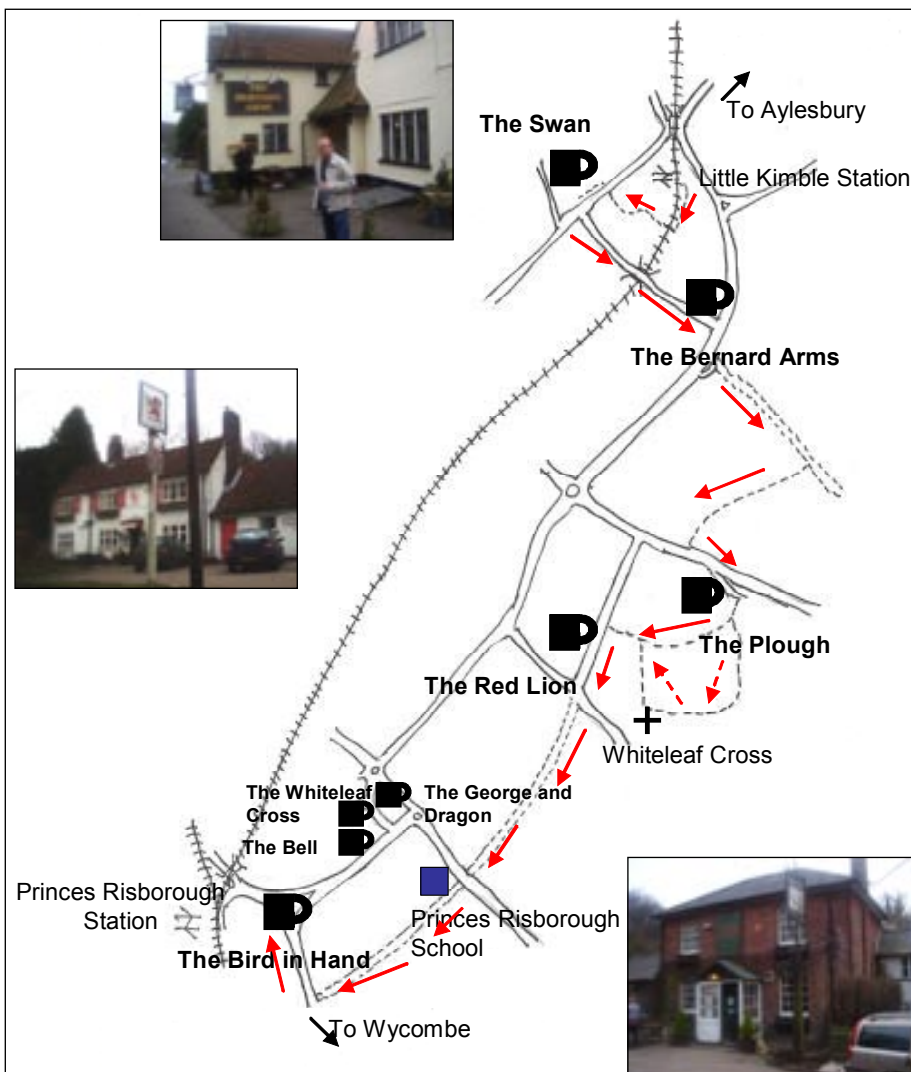 The Swan
To Aylesbury
Little Kimble Station
The Bernard Arms
The Plough
The Red Lion
Whiteleaf Cross
The Whiteleaf
Cross
The George and
Dragon
The Bell
Princes Risborough
Station
Princes Risborough
School
The Bird in Hand
To Wycombe